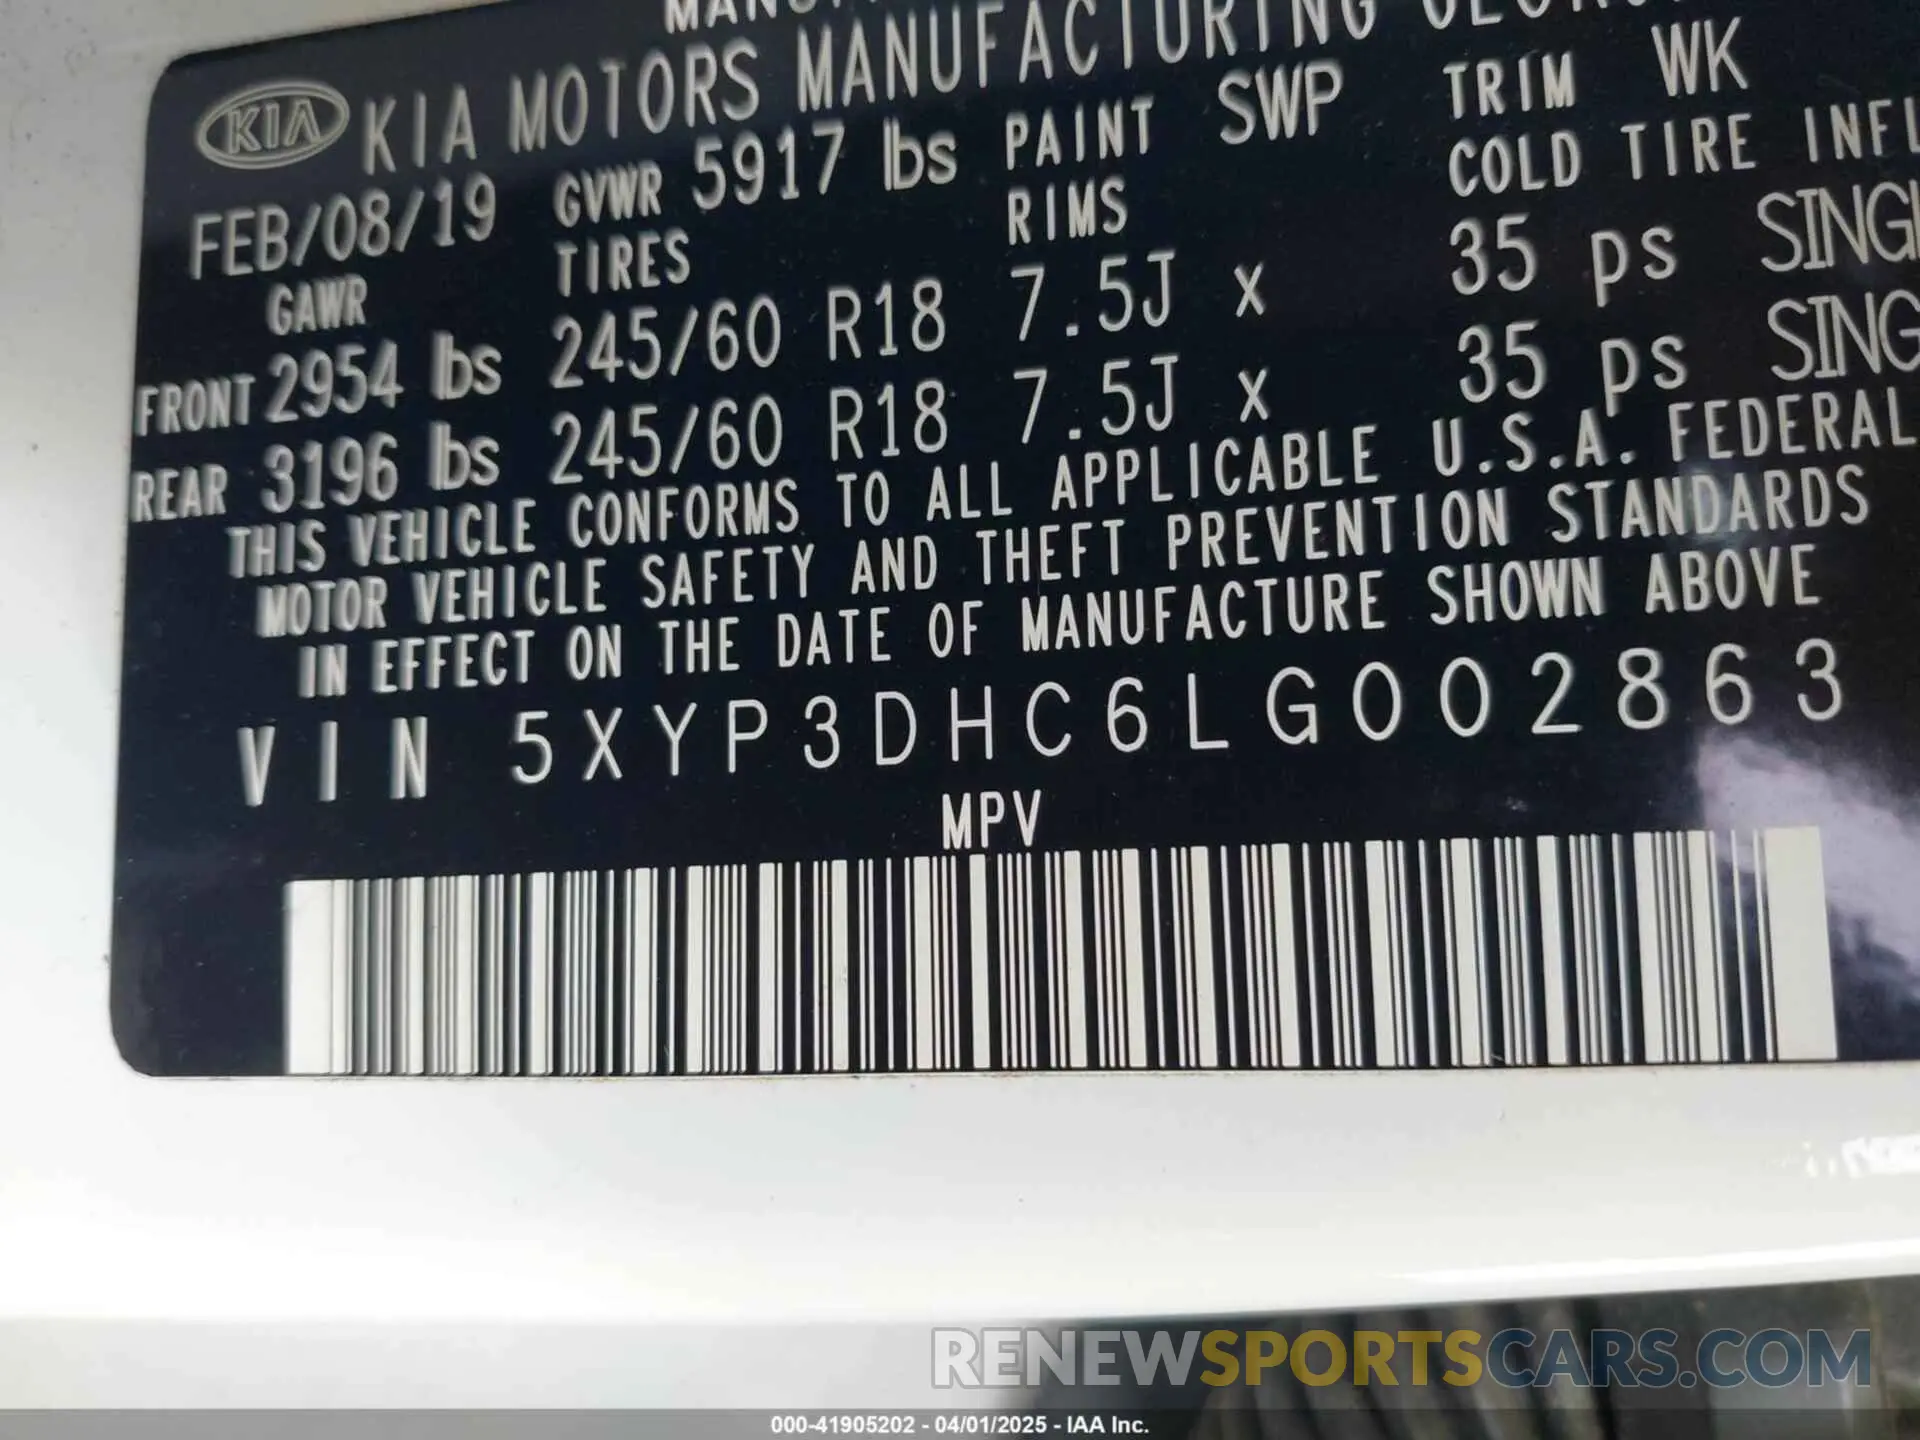 KIA KIA MOTORS MANUFACTURING
FEB/08/19 GVWR 5917 lbs PAINT SWP TRIM WK
GAWR TIRES RIMS COLD TIRE INFL
FRONT 2954 lbs 245/60 R18 7.5J x 35 ps SINGL
REAR 3196 lbs 245/60 R18 7.5J x 35 ps SING
THIS VEHICLE CONFORMS TO ALL APPLICABLE U.S.A. FEDERAL
MOTOR VEHICLE SAFETY AND THEFT PREVENTION STANDARDS
IN EFFECT ON THE DATE OF MANUFACTURE SHOWN ABOVE
VIN 5XYP3DHC6LG002863
MPV
RENEWSPORTSCARS.COM
000-41905202 - 04/01/2025 - IAA Inc.